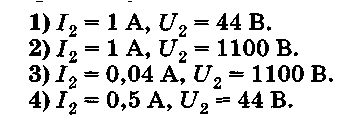 1) I₂ = 1 А, U₂ = 44 В.
2) I₂ = 1 А, U₂ = 1100 В.
3) I₂ = 0,04 А, U₂ = 1100 В.
4) I₂ = 0,5 А, U₂ = 44 В.